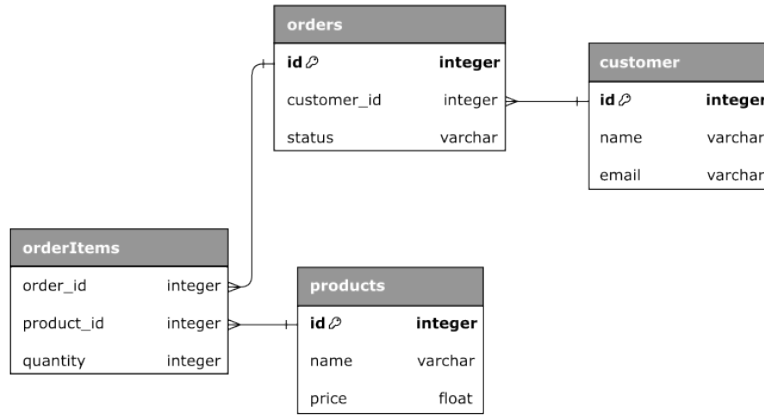 orders
id integer
customer_id integer
status varchar
customer
id integer
name varchar
email varchar
orderItems
order_id integer
product_id integer
quantity integer
products
id integer
name varchar
price float